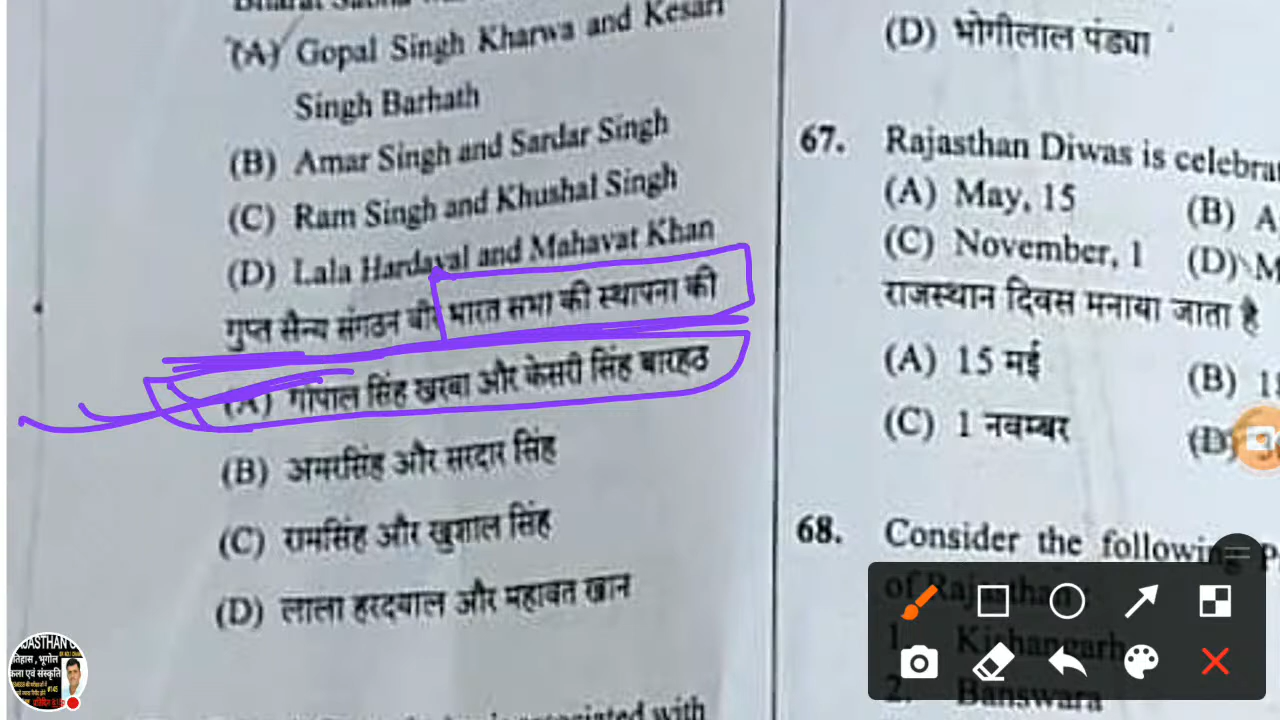 (A) Gopal Singh Kharwa and Kesari
Singh Barhath
(B) Amar Singh and Sardar Singh
(C) Ram Singh and Khushal Singh
(D) Lala Hardayal and Mahavat Khan
गुप्त सैन्य संगठन वीर भारत सभा की स्थापना की
(A) गोपाल सिंह खरवा और केसरी सिंह बारहठ
(B) अमरसिंह और सरदार सिंह
(C) रामसिंह और खुशाल सिंह
(D) लाला हरदयाल और महावत खान
associated with
(D) भोगीलाल पंड्या
67. Rajasthan Diwas is celebra
(A) May, 15
(B) A
(C) November, 1
(D) M
राजस्थान दिवस मनाया जाता है
(A) 15 मई
(B) 1
(C) 1 नवम्बर
(D)
68. Consider the following
of Rajasthan
1. Kishangarh
2. Banswara